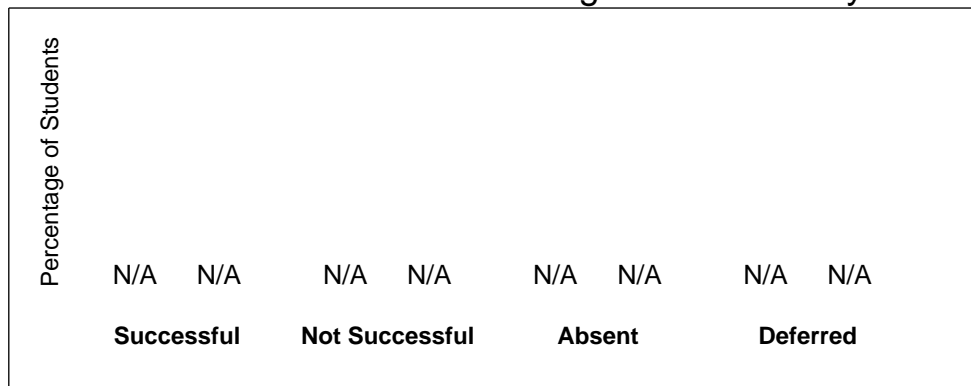 Percentage of Students
N/A N/A N/A N/A N/A N/A N/A N/A
Successful Not Successful Absent Deferred